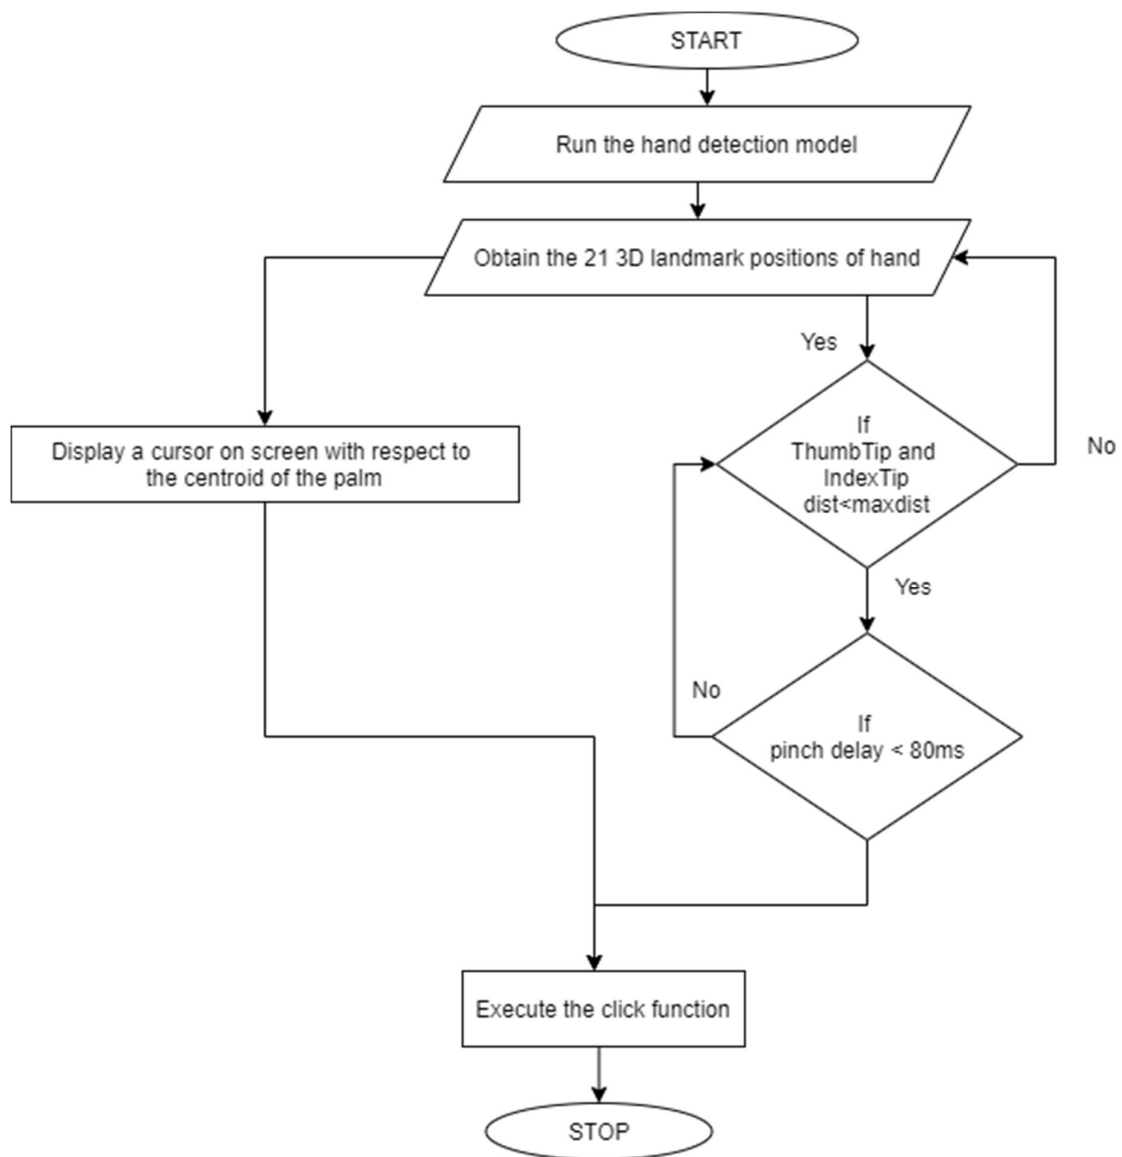 START
Run the hand detection model
Obtain the 21 3D landmark positions of hand
Yes
If
ThumbTip and
IndexTip
dist<maxdist
No
Display a cursor on screen with respect to
the centroid of the palm
Yes
No
If
pinch delay < 80ms
Execute the click function
STOP